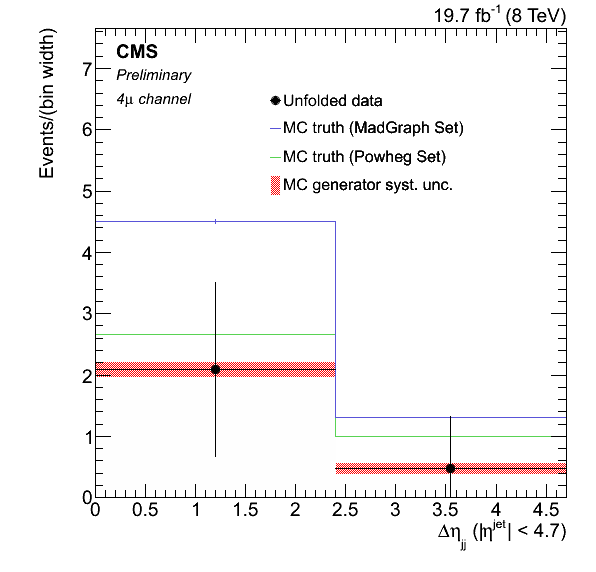 19.7 fb⁻¹ (8 TeV)
Events/(bin width)
CMS
Preliminary
4μ channel
Unfolded data
MC truth (MadGraph Set)
MC truth (Powheg Set)
MC generator syst. unc.
7
6
5
4
3
2
1
0
0 0.5 1 1.5 2 2.5 3 3.5 4 4.5
Δη_jj (|η^jet| < 4.7)